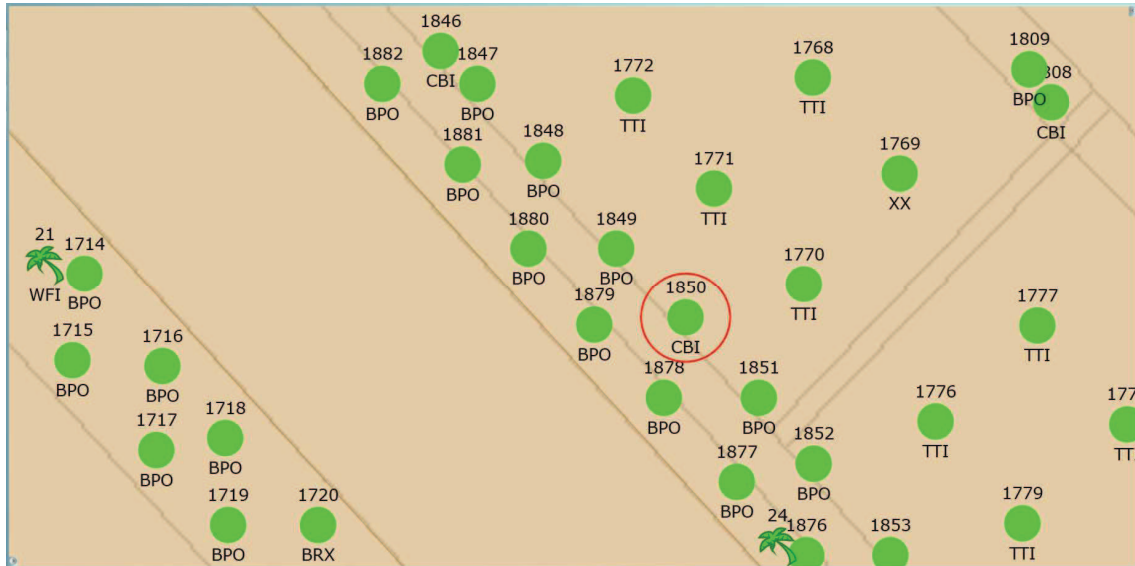 1846
CBI
1882
BPO
1847
BPO
1772
TTI
1768
TTI
1809
BPO
CBI
1881
BPO
1848
BPO
1771
TTI
1769
XX
1880
BPO
1849
BPO
1770
TTI
21
WFI
1714
BPO
1879
BPO
1850
CBI
1777
TTI
1715
BPO
1716
BPO
1878
BPO
1851
BPO
1776
TTI
1717
BPO
1718
BPO
1877
BPO
1852
BPO
1719
BPO
1720
BRX
24
1876
1853
1779
TTI